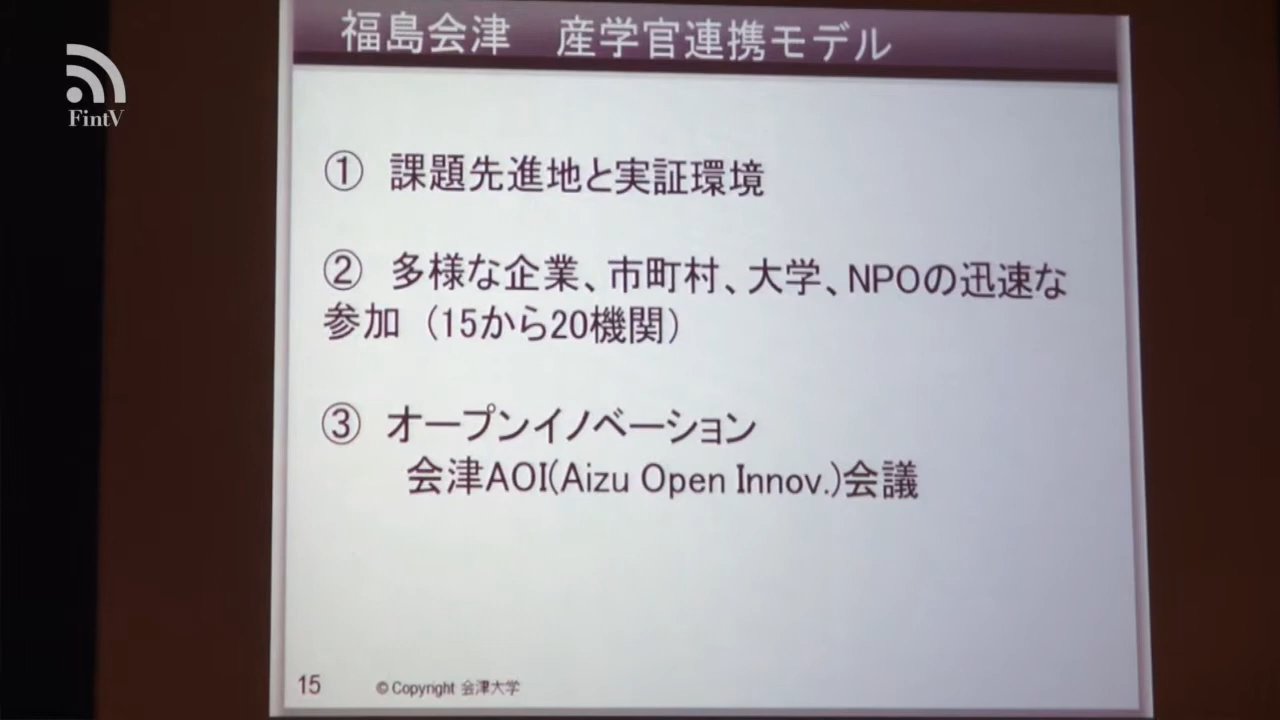 福島会津　産学官連携モデル
FintV
① 課題先進地と実証環境
② 多様な企業、市町村、大学、NPOの迅速な
参加（15から20機関）
③ オープンイノベーション
会津AOI(Aizu Open Innov.)会議
15 © Copyright 会津大学